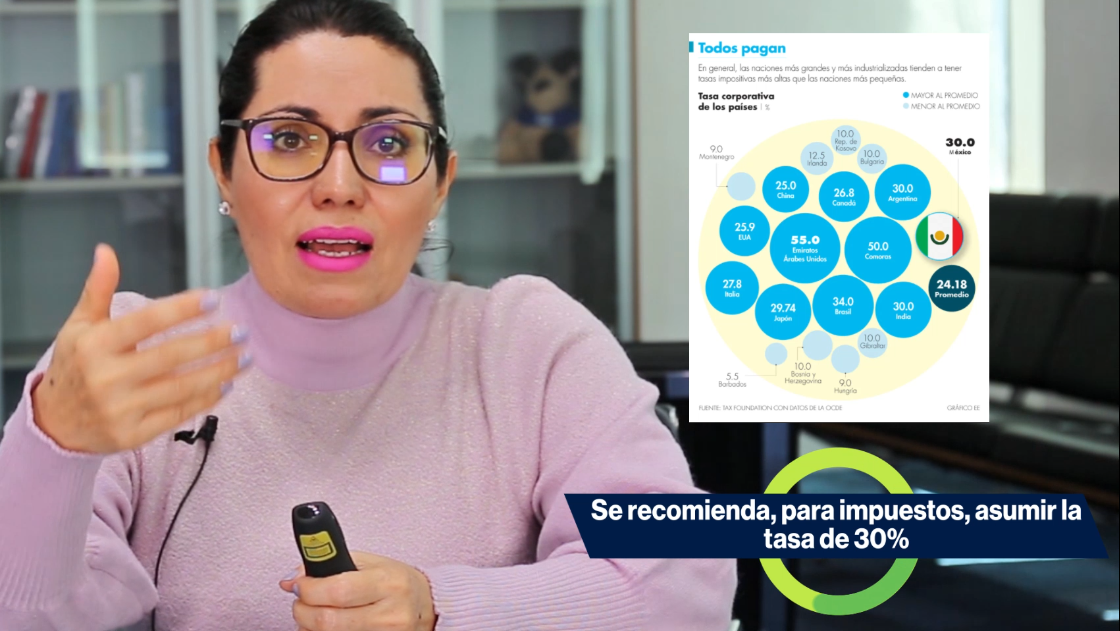 Todos pagan
En general, las naciones más grandes y más industrializadas tienden a tener
tasas impositivas más altas que las naciones más pequeñas.
Tasa corporativa
de los países | %
MAYOR AL PROMEDIO
MENOR AL PROMEDIO
10.0
Rep. de
Kosovo
12.5
Irlanda
10.0
Bulgaria
30.0
México
9.0
Montenegro
25.0
China
26.8
Canadá
30.0
Argentina
25.9
EUA
55.0
Emiratos
Árabes Unidos
50.0
Comoras
27.8
Italia
29.74
Japón
34.0
Brasil
30.0
India
24.18
Promedio
5.5
Barbados
10.0
Bosnia y
Herzegovina
9.0
Hungría
10.0
Gibraltar
FUENTE: TAX FOUNDATION CON DATOS DE LA OCDE
GRÁFICO EE
Se recomienda, para impuestos, asumir la
tasa de 30%